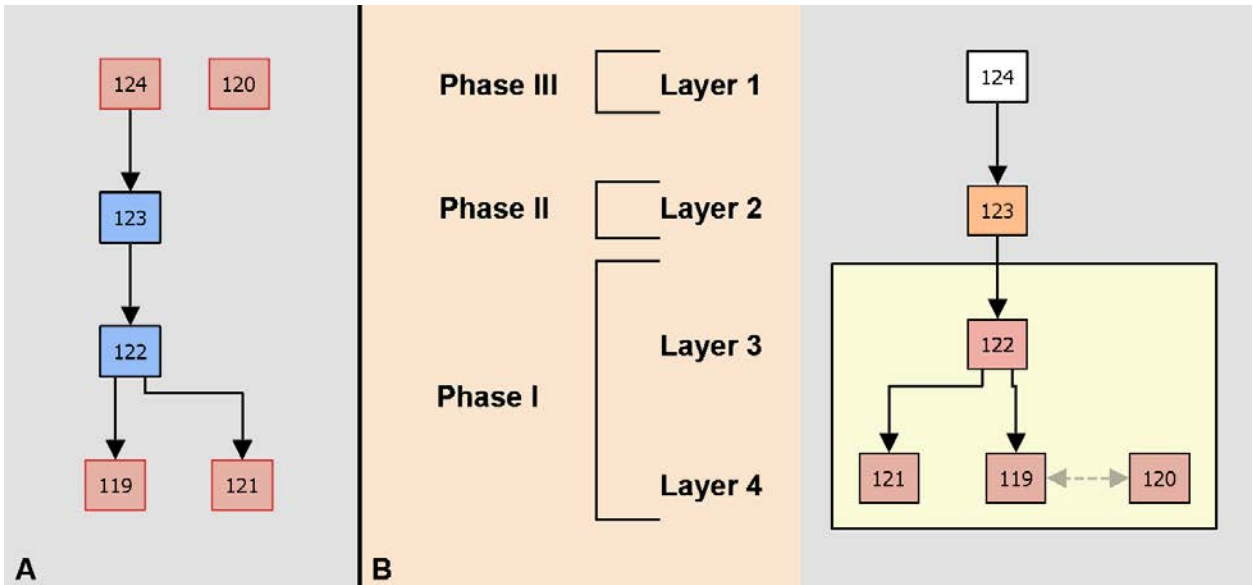 124 120
123
122
119 121
A
Phase III Layer 1
Phase II Layer 2
Layer 3
Phase I
Layer 4
B
124
123
122
121 119 120